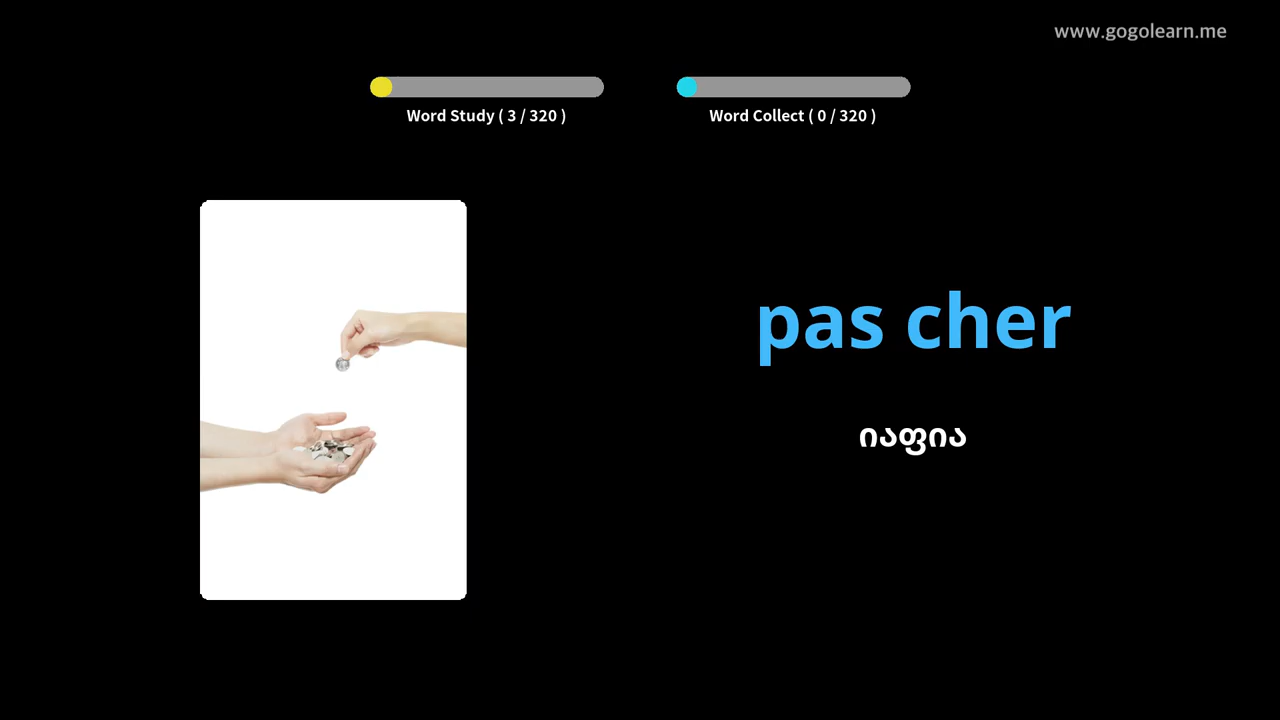 www.gogolearn.me
Word Study ( 3 / 320 )
Word Collect ( 0 / 320 )
pas cher
იაფია